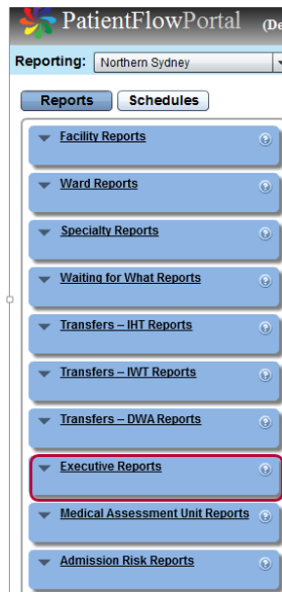 PatientFlowPortal (De
Reporting: Northern Sydney
Reports Schedules
Facility Reports
Ward Reports
Specialty Reports
Waiting for What Reports
Transfers – IHT Reports
Transfers – IWT Reports
Transfers – DWA Reports
Executive Reports
Medical Assessment Unit Reports
Admission Risk Reports